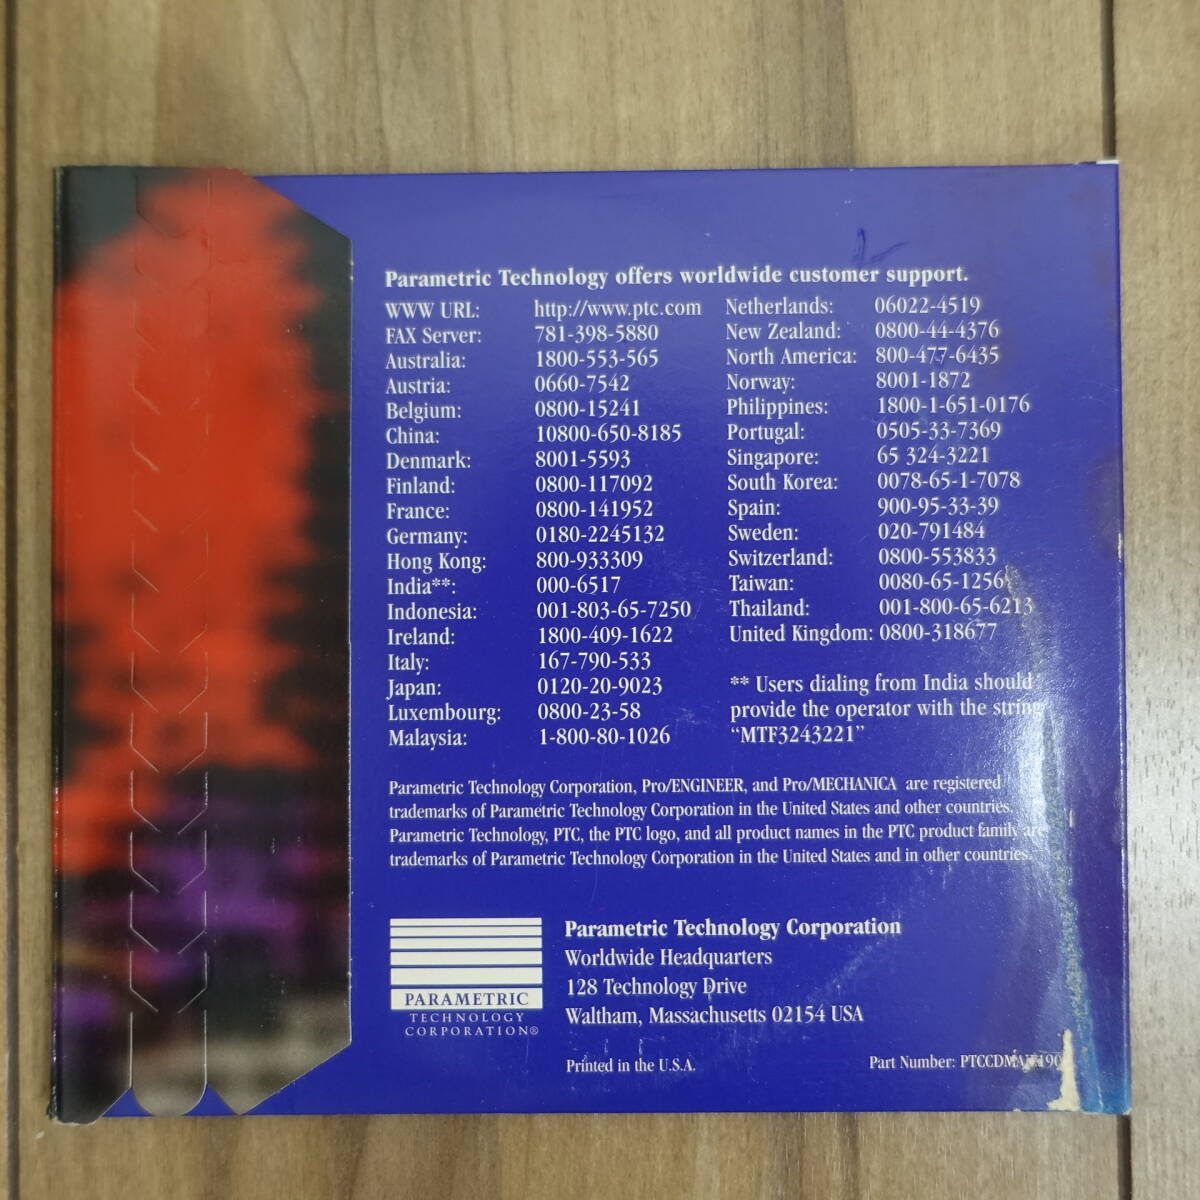 Parametric Technology offers worldwide customer support.
WWW URL: http://www.ptc.com
FAX Server: 781-398-5880
Australia: 1800-553-565
Austria: 0660-7542
Belgium: 0800-15241
China: 10800-650-8185
Denmark: 8001-5593
Finland: 0800-117092
France: 0800-141952
Germany: 0180-2245132
Hong Kong: 800-933309
India**: 000-6517
Indonesia: 001-803-65-7250
Ireland: 1800-409-1622
Italy: 167-790-533
Japan: 0120-20-9023
Luxembourg: 0800-23-58
Malaysia: 1-800-80-1026
Netherlands: 06022-4519
New Zealand: 0800-44-4376
North America: 800-477-6435
Norway: 8001-1872
Philippines: 1800-1-651-0176
Portugal: 0505-33-7369
Singapore: 65 324-3221
South Korea: 0078-65-1-7078
Spain: 900-95-33-39
Sweden: 020-791484
Switzerland: 0800-553833
Taiwan: 0080-65-1256
Thailand: 001-800-65-6213
United Kingdom: 0800-318677
** Users dialing from India should
provide the operator with the string
“MTF3243221”
Parametric Technology Corporation, Pro/ENGINEER, and Pro/MECHANICA are registered
trademarks of Parametric Technology Corporation in the United States and other countries.
Parametric Technology, PTC, the PTC logo, and all product names in the PTC product family are
trademarks of Parametric Technology Corporation in the United States and in other countries.
PARAMETRIC
TECHNOLOGY
CORPORATION®
Parametric Technology Corporation
Worldwide Headquarters
128 Technology Drive
Waltham, Massachusetts 02154 USA
Printed in the U.S.A.
Part Number: